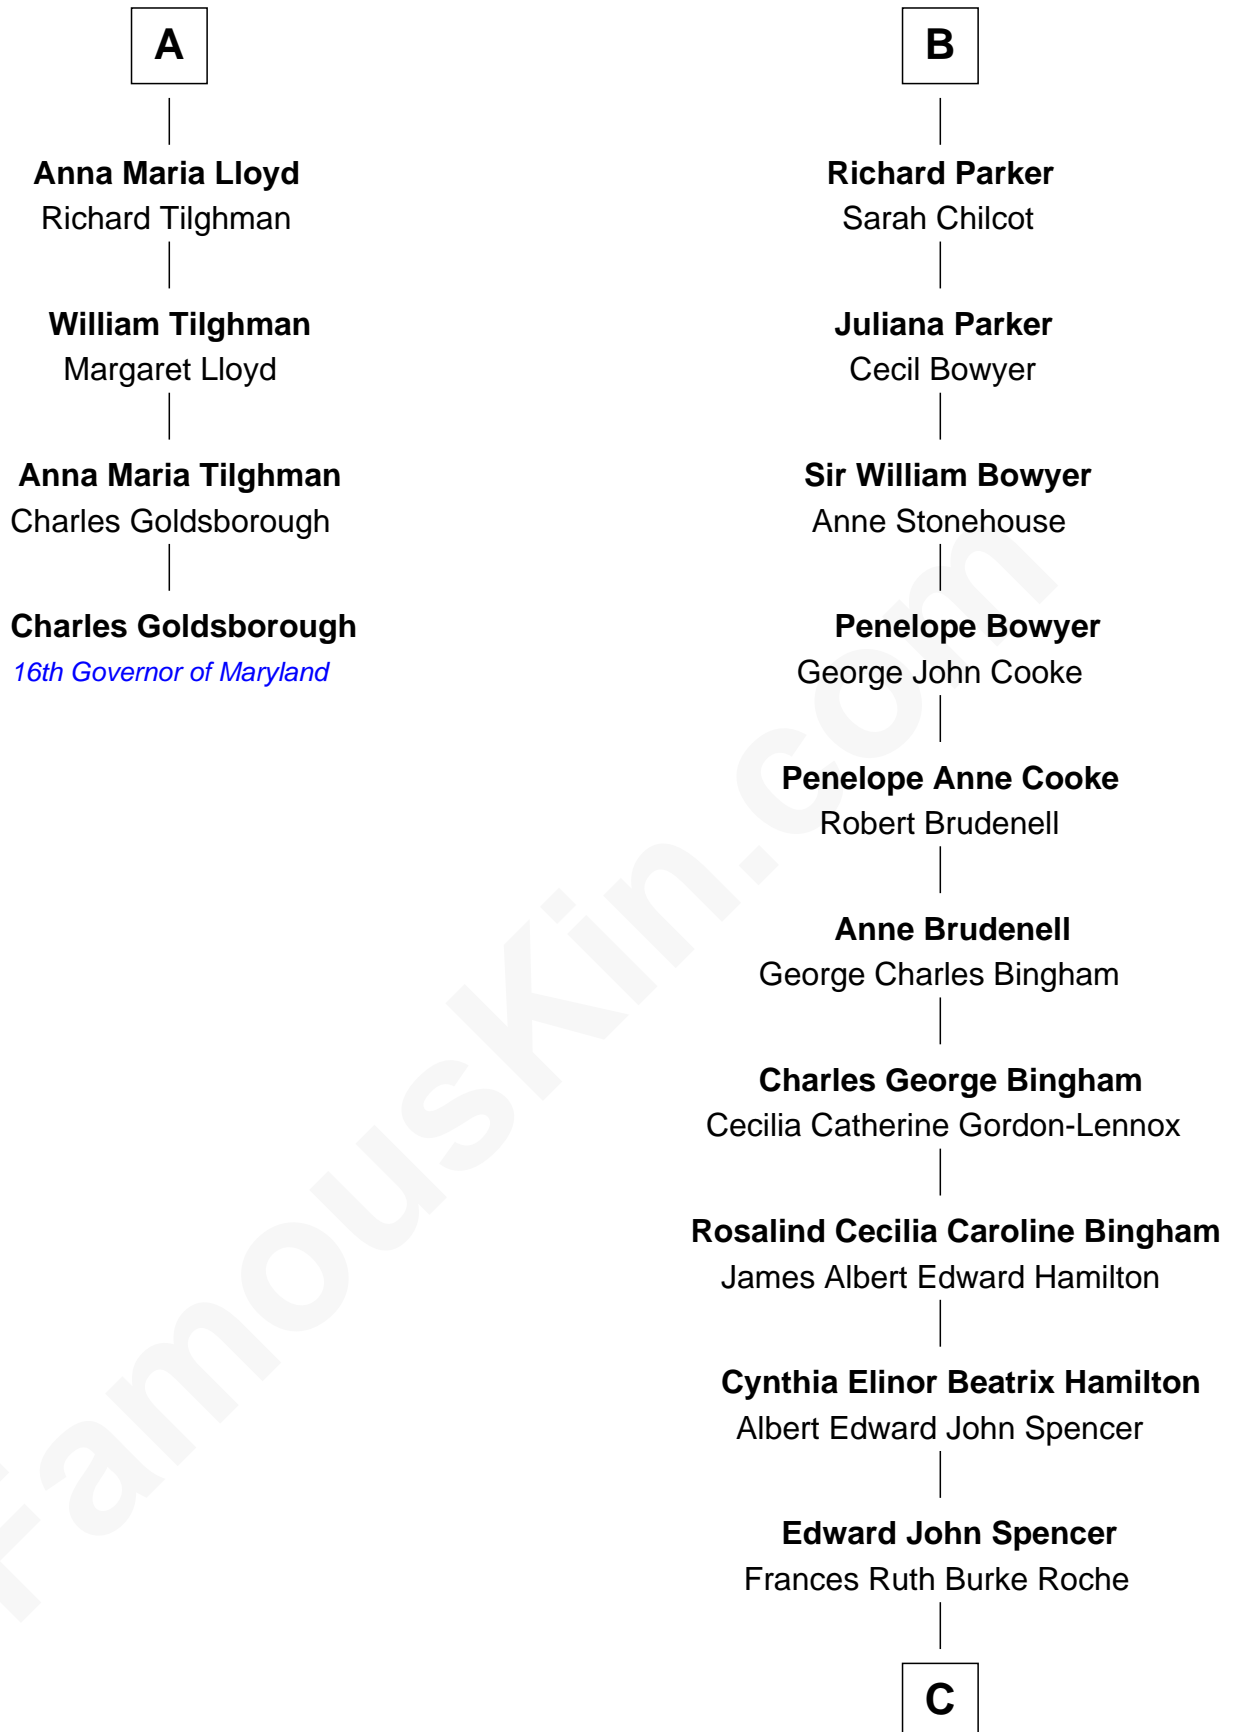 A
Anna Maria Lloyd
Richard Tilghman
William Tilghman
Margaret Lloyd
Anna Maria Tilghman
Charles Goldsborough
Charles Goldsborough
16th Governor of Maryland
B
Richard Parker
Sarah Chilcot
Juliana Parker
Cecil Bowyer
Sir William Bowyer
Anne Stonehouse
Penelope Bowyer
George John Cooke
Penelope Anne Cooke
Robert Brudenell
Anne Brudenell
George Charles Bingham
Charles George Bingham
Cecilia Catherine Gordon-Lennox
Rosalind Cecilia Caroline Bingham
James Albert Edward Hamilton
Cynthia Elinor Beatrix Hamilton
Albert Edward John Spencer
Edward John Spencer
Frances Ruth Burke Roche
C
FamousKin.com